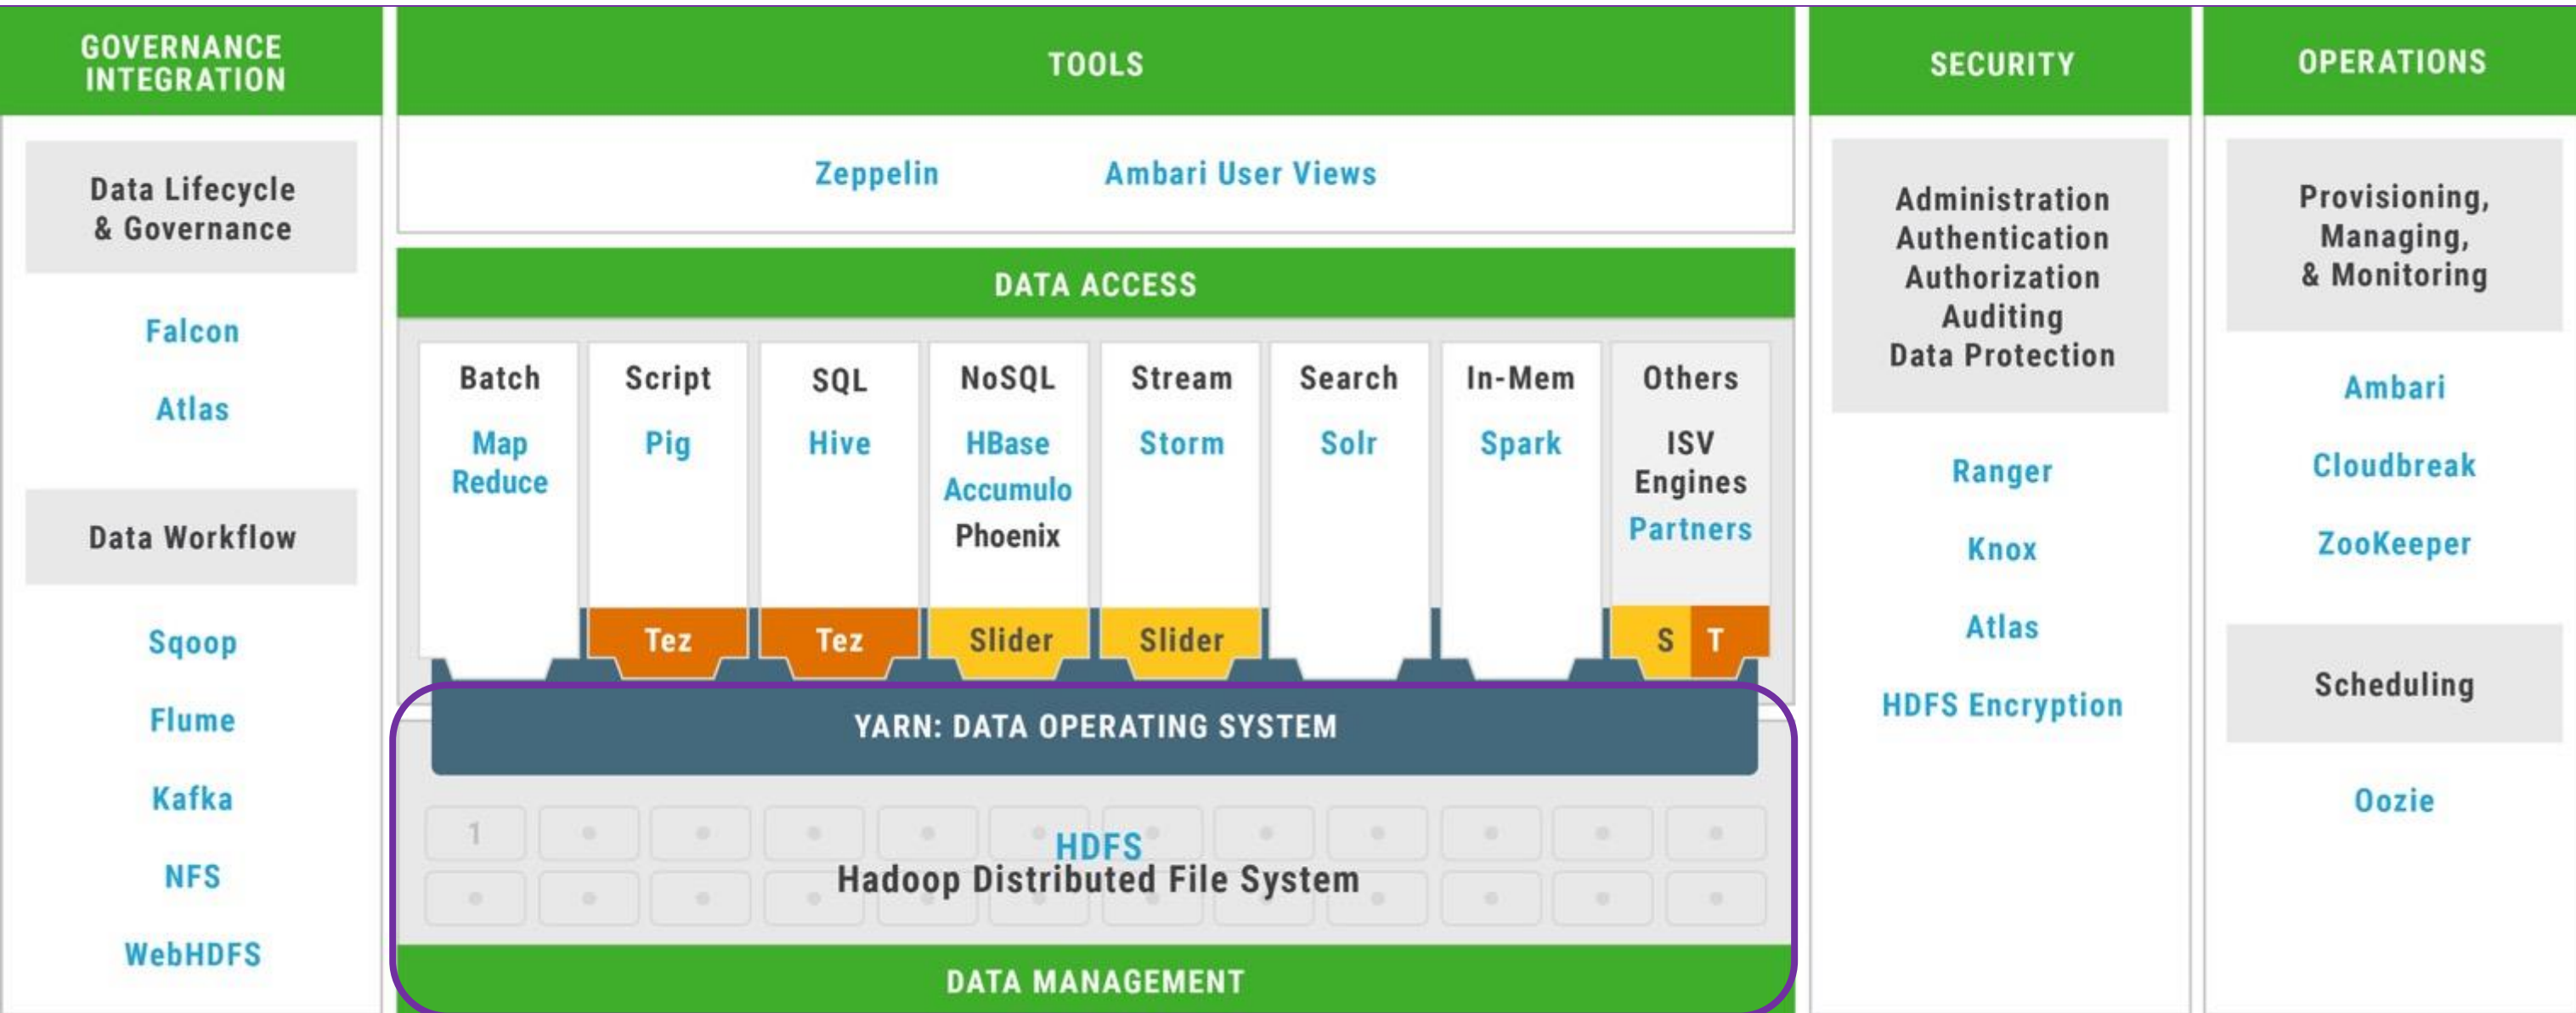 GOVERNANCE
INTEGRATION
Data Lifecycle
& Governance
Falcon
Atlas
Data Workflow
Sqoop
Flume
Kafka
NFS
WebHDFS
TOOLS
Zeppelin
Ambari User Views
DATA ACCESS
Batch
Map
Reduce
Script
Pig
Tez
SQL
Hive
Tez
NoSQL
HBase
Accumulo
Phoenix
Slider
Stream
Storm
Slider
Search
Solr
In-Mem
Spark
Others
ISV
Engines
Partners
S T
YARN: DATA OPERATING SYSTEM
1
HDFS
Hadoop Distributed File System
DATA MANAGEMENT
SECURITY
Administration
Authentication
Authorization
Auditing
Data Protection
Ranger
Knox
Atlas
HDFS Encryption
OPERATIONS
Provisioning,
Managing,
& Monitoring
Ambari
Cloudbreak
ZooKeeper
Scheduling
Oozie